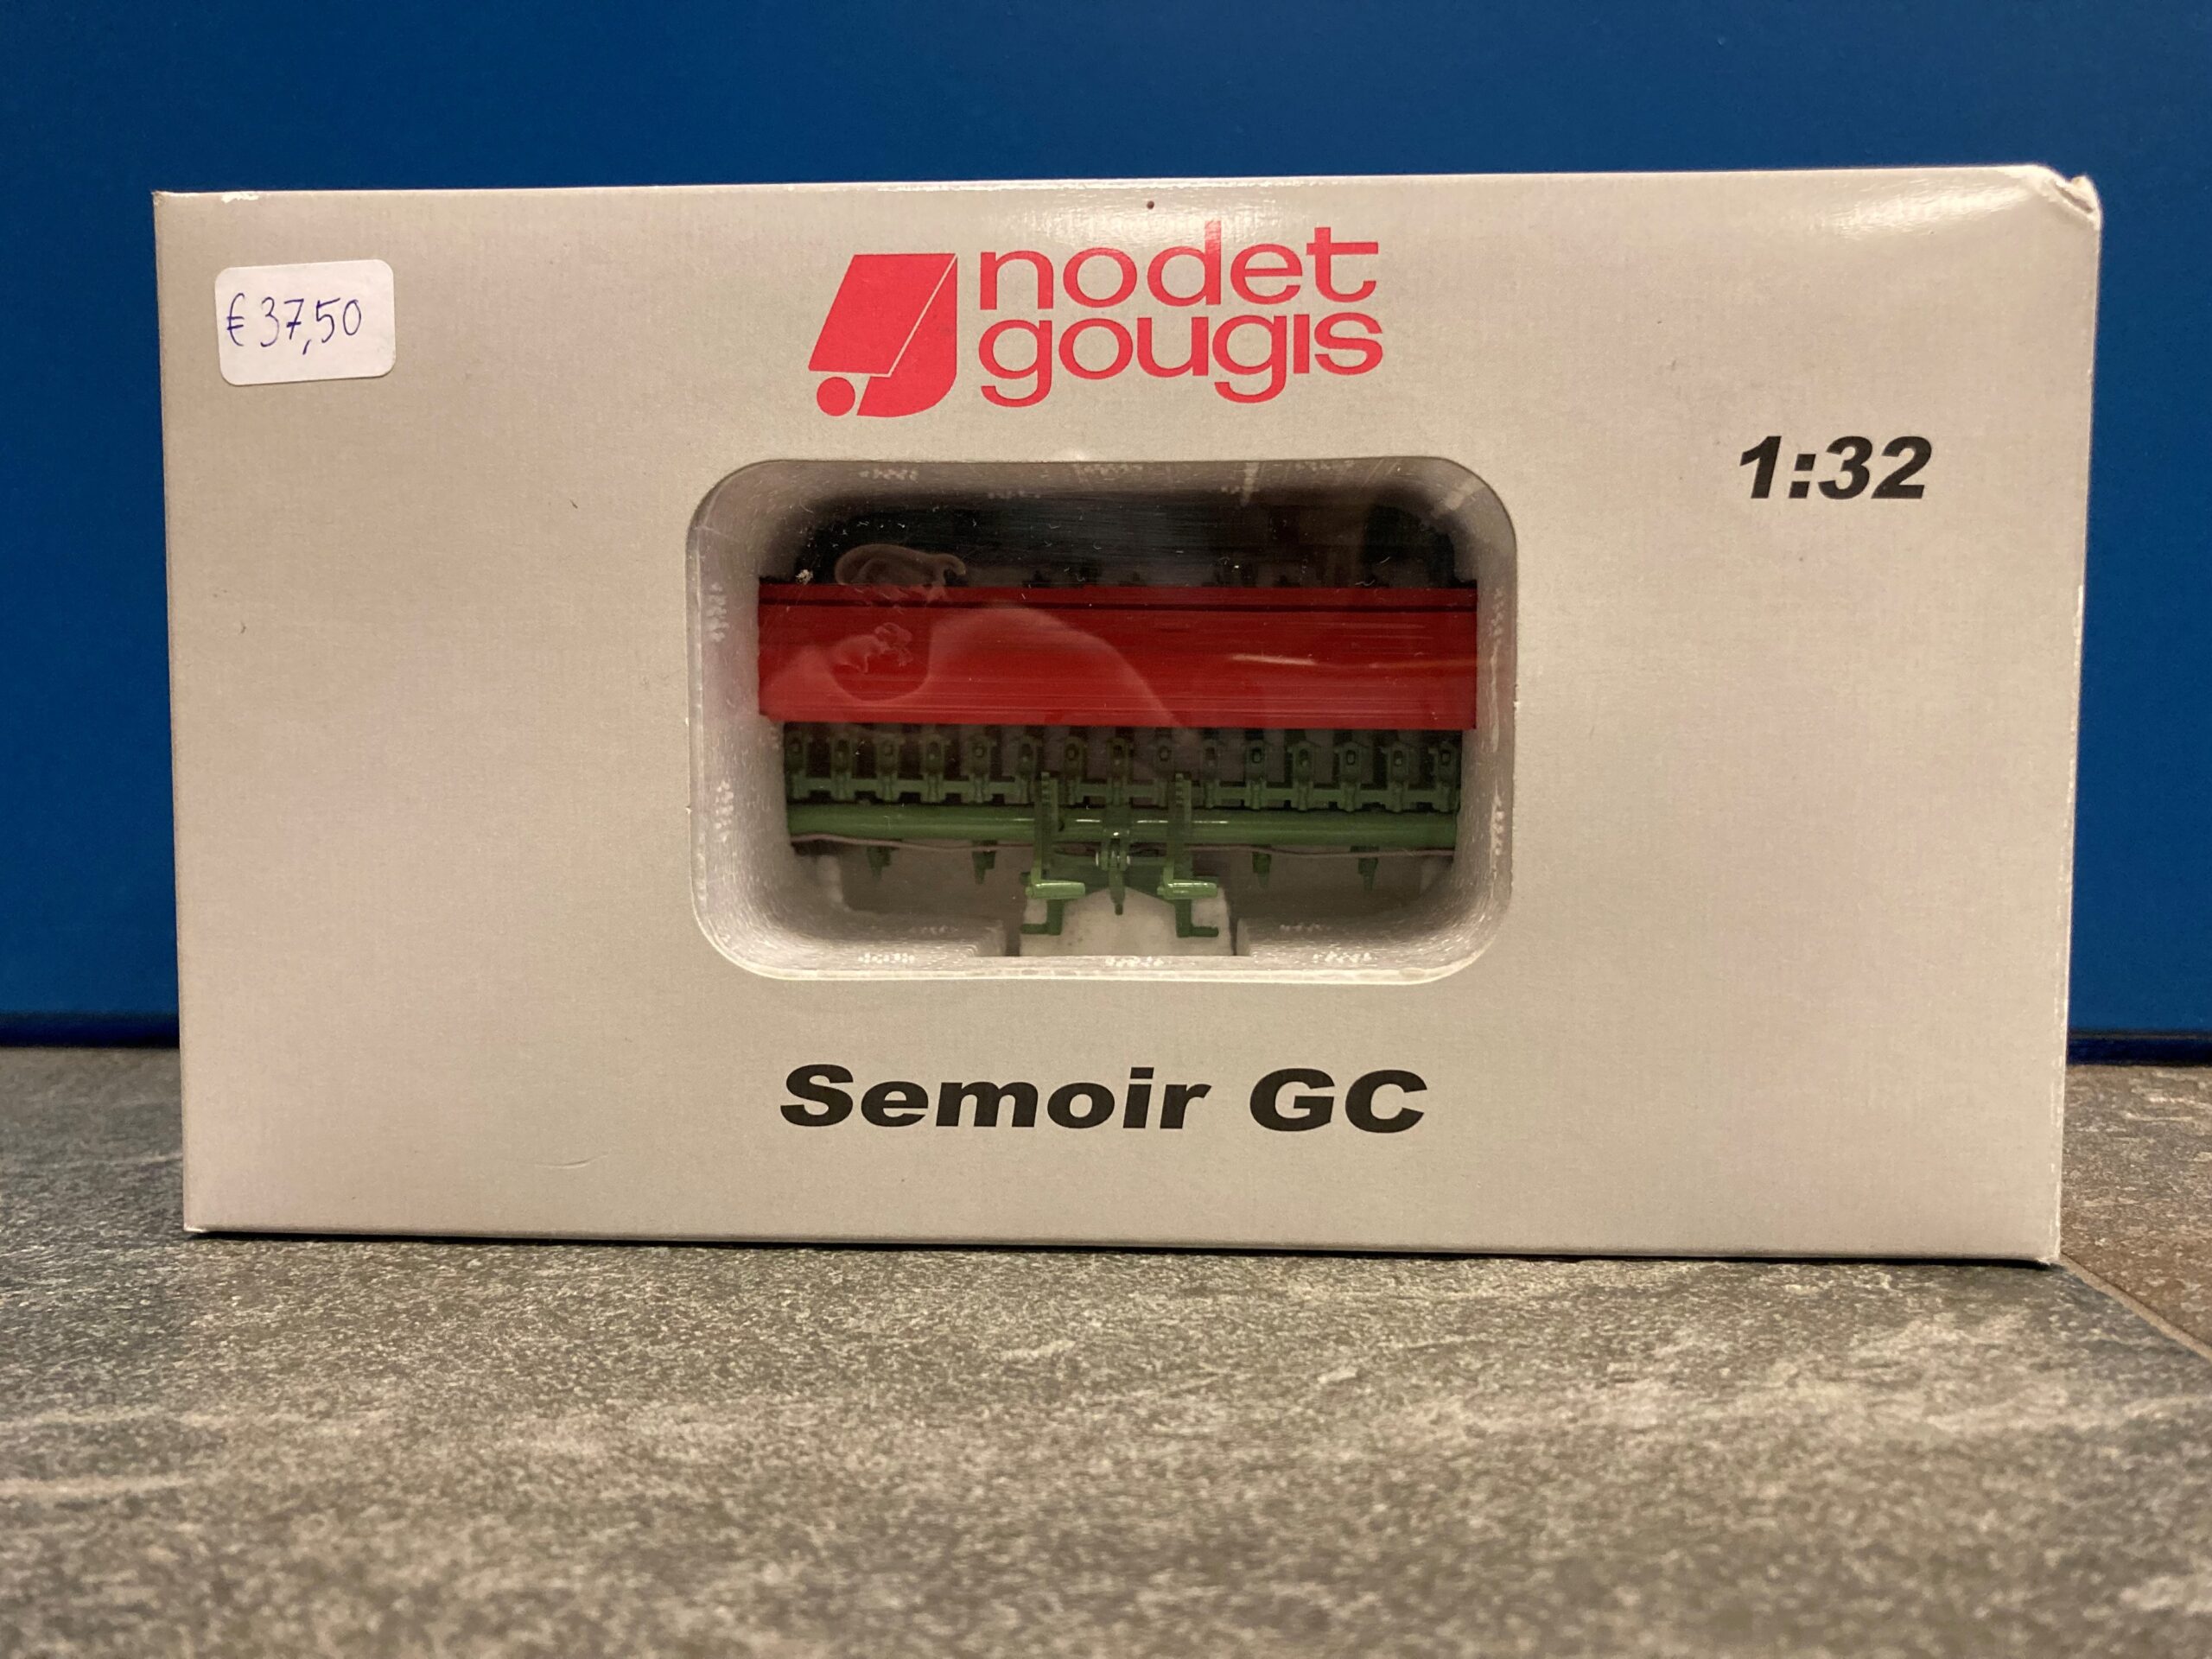 €37,50
nodet
gougis
1:32
Semoir GC